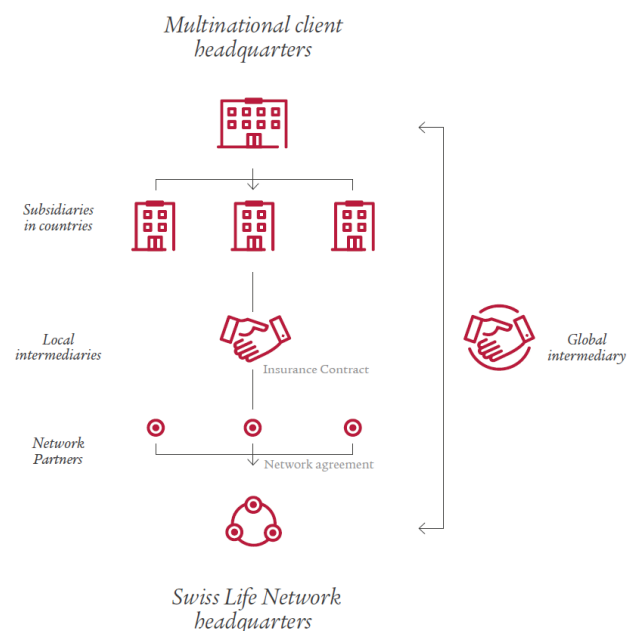 Multinational client
headquarters
Subsidiaries
in countries
Local
intermediaries
Insurance Contract
Global
intermediary
Network
Partners
Network agreement
Swiss Life Network
headquarters